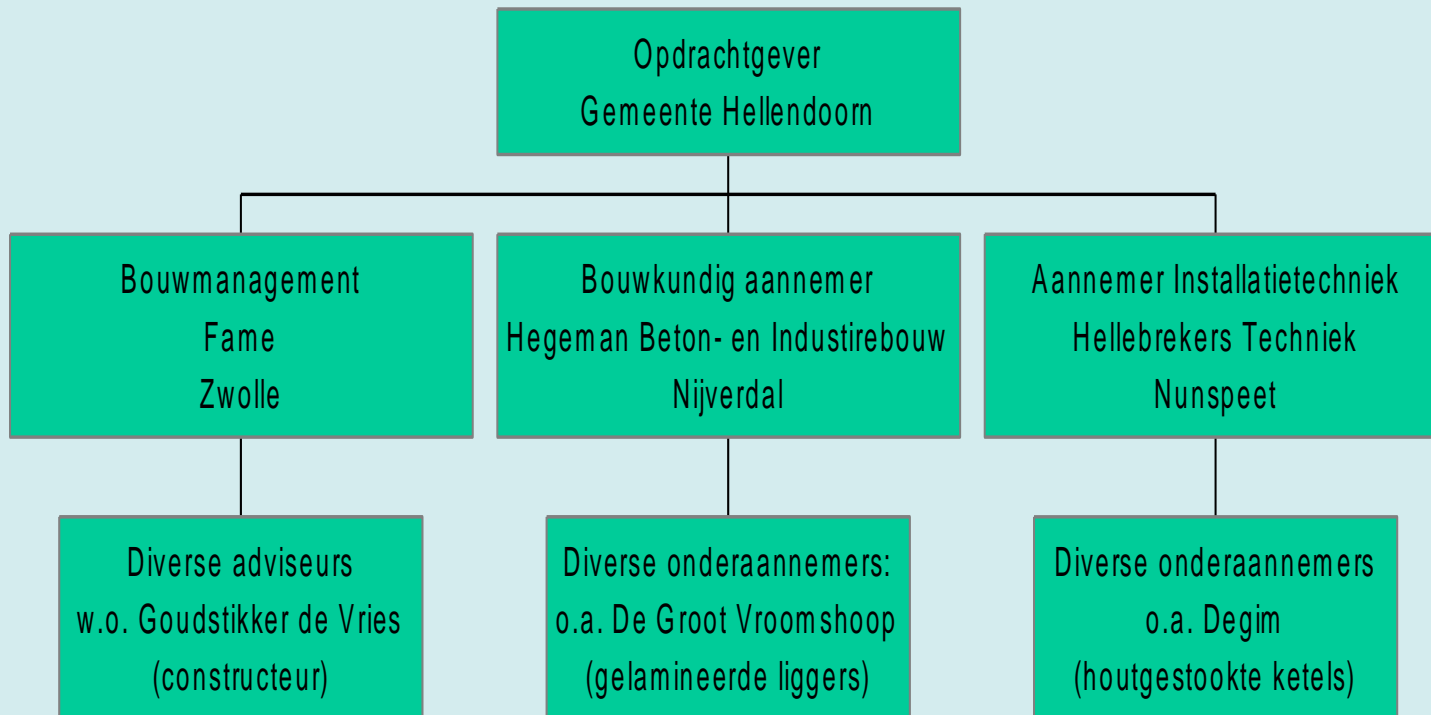 Opdrachtgever
Gemeente Hellendoorn
Bouwmanagement
Fame
Zwolle
Bouwkundig aannemer
Hegeman Beton- en Industirebouw
Nijverdal
Aannemer Installatietechniek
Hellebrekers Techniek
Nunspeet
Diverse adviseurs
w.o. Goudstikker de Vries
(constructeur)
Diverse onderaannemers:
o.a. De Groot Vroomshoop
(gelamineerde liggers)
Diverse onderaannemers
o.a. Degim
(houtgestookte ketels)